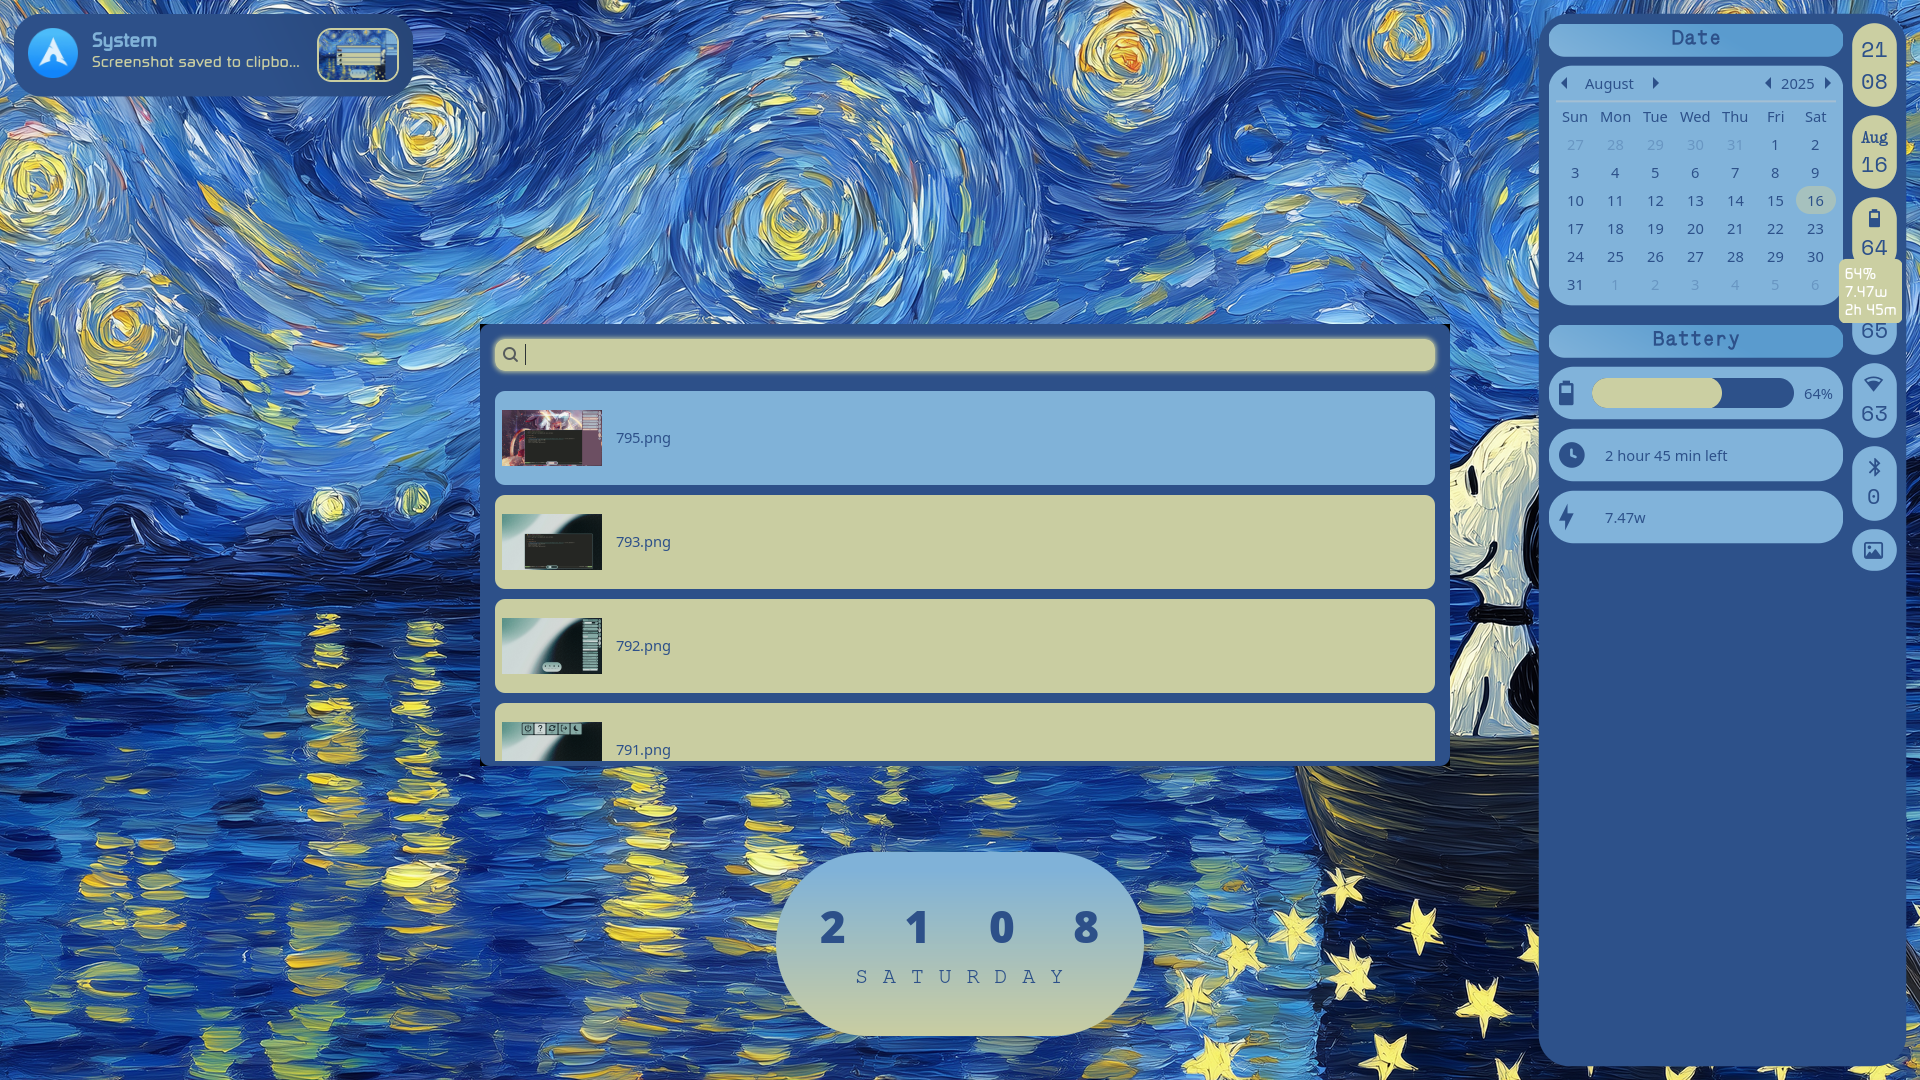 System
Screenshot saved to clipbo...
795.png
793.png
792.png
791.png
2 1 0 8
SATURDAY
Date
August 2025
Sun Mon Tue Wed Thu Fri Sat
27 28 29 30 31 1 2
3 4 5 6 7 8 9
10 11 12 13 14 15 16
17 18 19 20 21 22 23
24 25 26 27 28 29 30
31 1 2 3 4 5 6
Battery
64%
2 hour 45 min left
7.47w
21
08
Aug
16
64
64%
7.47w
2h 45m
65
63
0